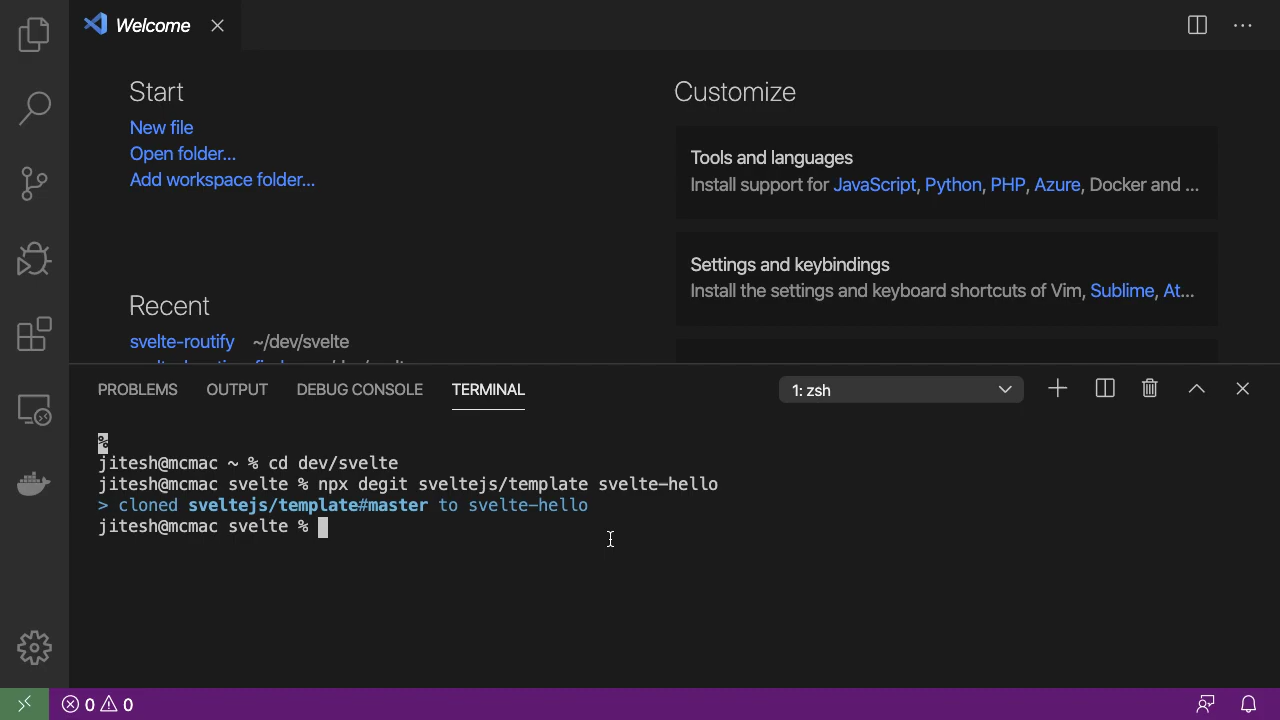 Welcome
Start
New file
Open folder...
Add workspace folder...
Recent
svelte-routify ~/dev/svelte
Customize
Tools and languages
Install support for JavaScript, Python, PHP, Azure, Docker and ...
Settings and keybindings
Install the settings and keyboard shortcuts of Vim, Sublime, At...
PROBLEMS OUTPUT DEBUG CONSOLE TERMINAL 1: zsh
%
jitesh@mcmac ~ % cd dev/svelte
jitesh@mcmac svelte % npx degit sveltejs/template svelte-hello
> cloned sveltejs/template#master to svelte-hello
jitesh@mcmac svelte %
0 0